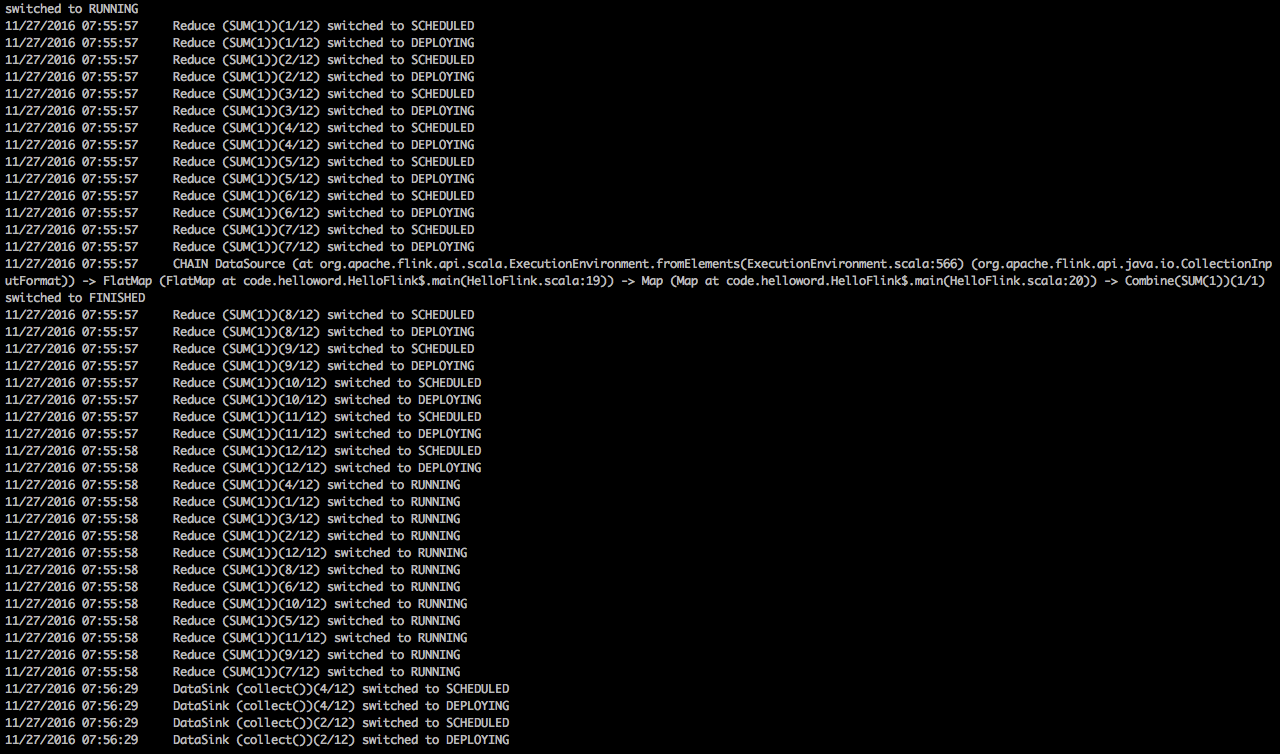 switched to RUNNING
11/27/2016 07:55:57 Reduce (SUM(1))(1/12) switched to SCHEDULED
11/27/2016 07:55:57 Reduce (SUM(1))(1/12) switched to DEPLOYING
11/27/2016 07:55:57 Reduce (SUM(1))(2/12) switched to SCHEDULED
11/27/2016 07:55:57 Reduce (SUM(1))(2/12) switched to DEPLOYING
11/27/2016 07:55:57 Reduce (SUM(1))(3/12) switched to SCHEDULED
11/27/2016 07:55:57 Reduce (SUM(1))(3/12) switched to DEPLOYING
11/27/2016 07:55:57 Reduce (SUM(1))(4/12) switched to SCHEDULED
11/27/2016 07:55:57 Reduce (SUM(1))(4/12) switched to DEPLOYING
11/27/2016 07:55:57 Reduce (SUM(1))(5/12) switched to SCHEDULED
11/27/2016 07:55:57 Reduce (SUM(1))(5/12) switched to DEPLOYING
11/27/2016 07:55:57 Reduce (SUM(1))(6/12) switched to SCHEDULED
11/27/2016 07:55:57 Reduce (SUM(1))(6/12) switched to DEPLOYING
11/27/2016 07:55:57 Reduce (SUM(1))(7/12) switched to SCHEDULED
11/27/2016 07:55:57 Reduce (SUM(1))(7/12) switched to DEPLOYING
11/27/2016 07:55:57 CHAIN DataSource (at org.apache.flink.api.scala.ExecutionEnvironment.fromElements(ExecutionEnvironment.scala:566) (org.apache.flink.api.java.io.CollectionInp
utFormat)) -> FlatMap (FlatMap at code.helloword.HelloFlink$.main(HelloFlink.scala:19)) -> Map (Map at code.helloword.HelloFlink$.main(HelloFlink.scala:20)) -> Combine(SUM(1))(1/1)
switched to FINISHED
11/27/2016 07:55:57 Reduce (SUM(1))(8/12) switched to SCHEDULED
11/27/2016 07:55:57 Reduce (SUM(1))(8/12) switched to DEPLOYING
11/27/2016 07:55:57 Reduce (SUM(1))(9/12) switched to SCHEDULED
11/27/2016 07:55:57 Reduce (SUM(1))(9/12) switched to DEPLOYING
11/27/2016 07:55:57 Reduce (SUM(1))(10/12) switched to SCHEDULED
11/27/2016 07:55:57 Reduce (SUM(1))(10/12) switched to DEPLOYING
11/27/2016 07:55:57 Reduce (SUM(1))(11/12) switched to SCHEDULED
11/27/2016 07:55:57 Reduce (SUM(1))(11/12) switched to DEPLOYING
11/27/2016 07:55:58 Reduce (SUM(1))(12/12) switched to SCHEDULED
11/27/2016 07:55:58 Reduce (SUM(1))(12/12) switched to DEPLOYING
11/27/2016 07:55:58 Reduce (SUM(1))(4/12) switched to RUNNING
11/27/2016 07:55:58 Reduce (SUM(1))(1/12) switched to RUNNING
11/27/2016 07:55:58 Reduce (SUM(1))(3/12) switched to RUNNING
11/27/2016 07:55:58 Reduce (SUM(1))(2/12) switched to RUNNING
11/27/2016 07:55:58 Reduce (SUM(1))(12/12) switched to RUNNING
11/27/2016 07:55:58 Reduce (SUM(1))(8/12) switched to RUNNING
11/27/2016 07:55:58 Reduce (SUM(1))(6/12) switched to RUNNING
11/27/2016 07:55:58 Reduce (SUM(1))(10/12) switched to RUNNING
11/27/2016 07:55:58 Reduce (SUM(1))(5/12) switched to RUNNING
11/27/2016 07:55:58 Reduce (SUM(1))(11/12) switched to RUNNING
11/27/2016 07:55:58 Reduce (SUM(1))(9/12) switched to RUNNING
11/27/2016 07:55:58 Reduce (SUM(1))(7/12) switched to RUNNING
11/27/2016 07:56:29 DataSink (collect())(4/12) switched to SCHEDULED
11/27/2016 07:56:29 DataSink (collect())(4/12) switched to DEPLOYING
11/27/2016 07:56:29 DataSink (collect())(2/12) switched to SCHEDULED
11/27/2016 07:56:29 DataSink (collect())(2/12) switched to DEPLOYING